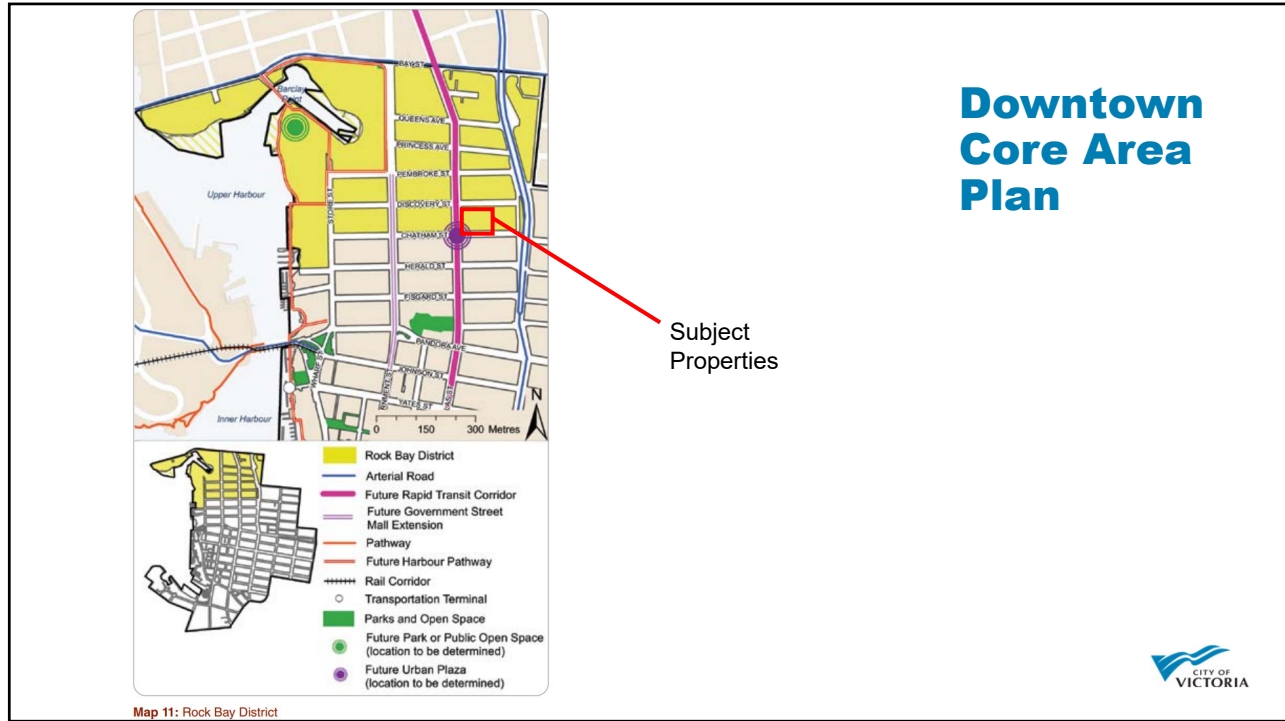 Downtown
Core Area
Plan
BAY ST
Barclay
Point
QUEENS AVE
PRINCESS AVE
PEMBROKE ST
Upper Harbour
STORE ST
DISCOVERY ST
CHATHAM ST
HERALD ST
FISGARD ST
PANDORA AVE
WHARF ST
JOHNSON ST
YATES ST
Inner Harbour
N
0 150 300 Metres
Subject
Properties
Rock Bay District
Arterial Road
Future Rapid Transit Corridor
Future Government Street
Mall Extension
Pathway
Future Harbour Pathway
Rail Corridor
Transportation Terminal
Parks and Open Space
Future Park or Public Open Space
(location to be determined)
Future Urban Plaza
(location to be determined)
Map 11: Rock Bay District
CITY OF
VICTORIA